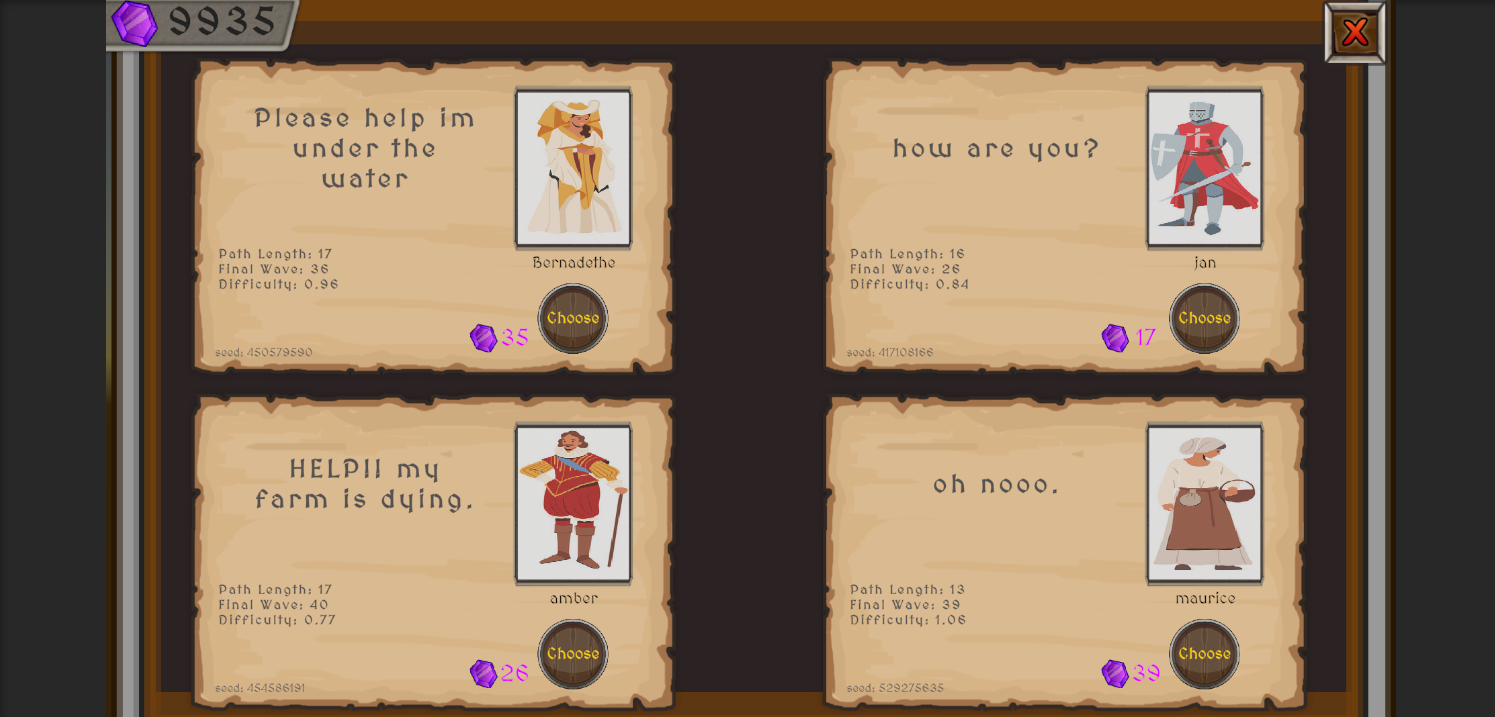 9935
Please help im
under the
water
Path Length: 17
Final Wave: 36
Difficulty: 0.96
Bernadethe
Choose
35
seed: 450579590
how are you?
Path Length: 16
Final Wave: 26
Difficulty: 0.84
jan
Choose
17
seed: 417108166
HELP!! my
farm is dying.
Path Length: 17
Final Wave: 40
Difficulty: 0.77
amber
Choose
26
seed: 454586191
oh nooo.
Path Length: 13
Final Wave: 39
Difficulty: 1.06
maurice
Choose
39
seed: 529275635